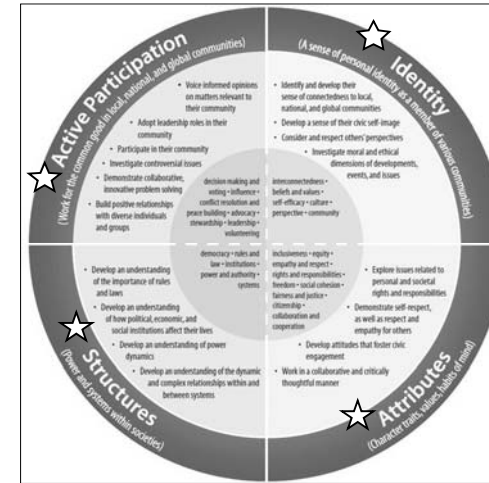 Active Participation
(Work for the common good in local, national, and global communities)
• Voice informed opinions
on matters relevant to
their community
• Adopt leadership roles in their
community
• Participate in their community
• Investigate controversial issues
• Demonstrate collaborative,
innovative problem solving
• Build positive relationships
with diverse individuals
and groups
decision making and
voting • influence •
conflict resolution and
peace building • advocacy •
stewardship • leadership •
volunteering
Identity
(A sense of personal identity as a member of various communities)
• Identify and develop their
sense of connectedness to local,
national, and global communities
• Develop a sense of their civic self-image
• Consider and respect others' perspectives
• Investigate moral and ethical
dimensions of developments,
events, and issues
interconnectedness •
beliefs and values •
self-efficacy • culture •
perspective • community
Structures
(Power and systems within societies)
• Develop an understanding
of the importance of rules
and laws
• Develop an understanding
of how political, economic, and
social institutions affect their lives
• Develop an understanding of power
dynamics
• Develop an understanding of the dynamic
and complex relationships within and
between systems
democracy • rules and
law • institutions •
power and authority •
systems
Attributes
(Character traits, values, habits of mind)
• Explore issues related to
personal and societal
rights and responsibilities
• Demonstrate self-respect,
as well as respect and
empathy for others
• Develop attitudes that foster civic
engagement
• Work in a collaborative and critically
thoughtful manner
inclusiveness • equity •
empathy and respect •
rights and responsibilities •
freedom • social cohesion •
fairness and justice •
citizenship •
collaboration and
cooperation